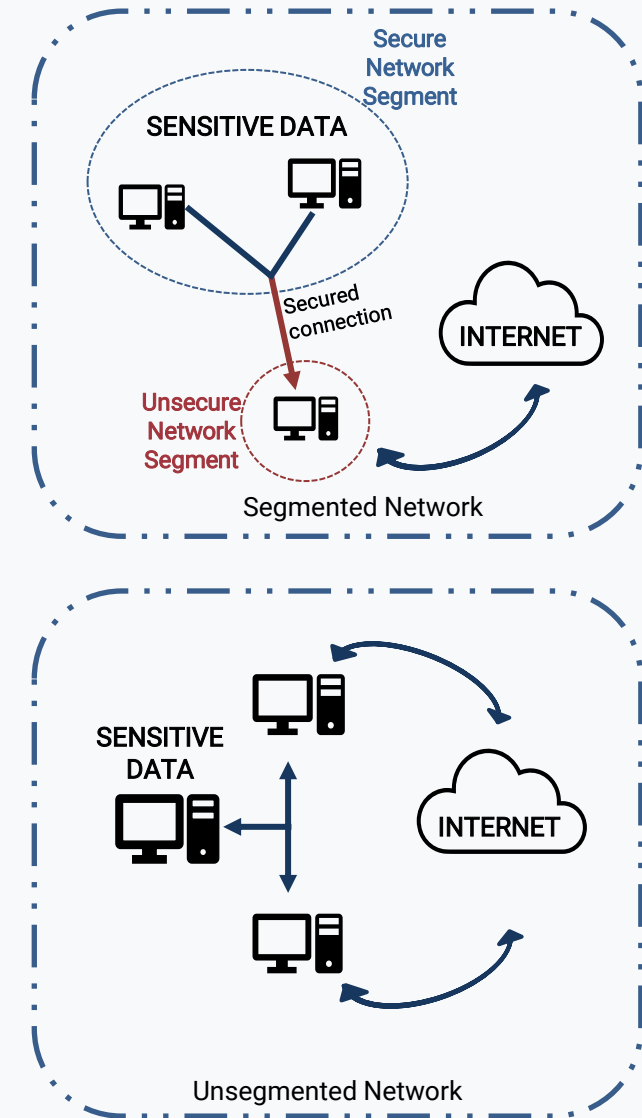 Secure
Network
Segment
SENSITIVE DATA
Secured
connection
INTERNET
Unsecure
Network
Segment
Segmented Network
SENSITIVE
DATA
INTERNET
Unsegmented Network